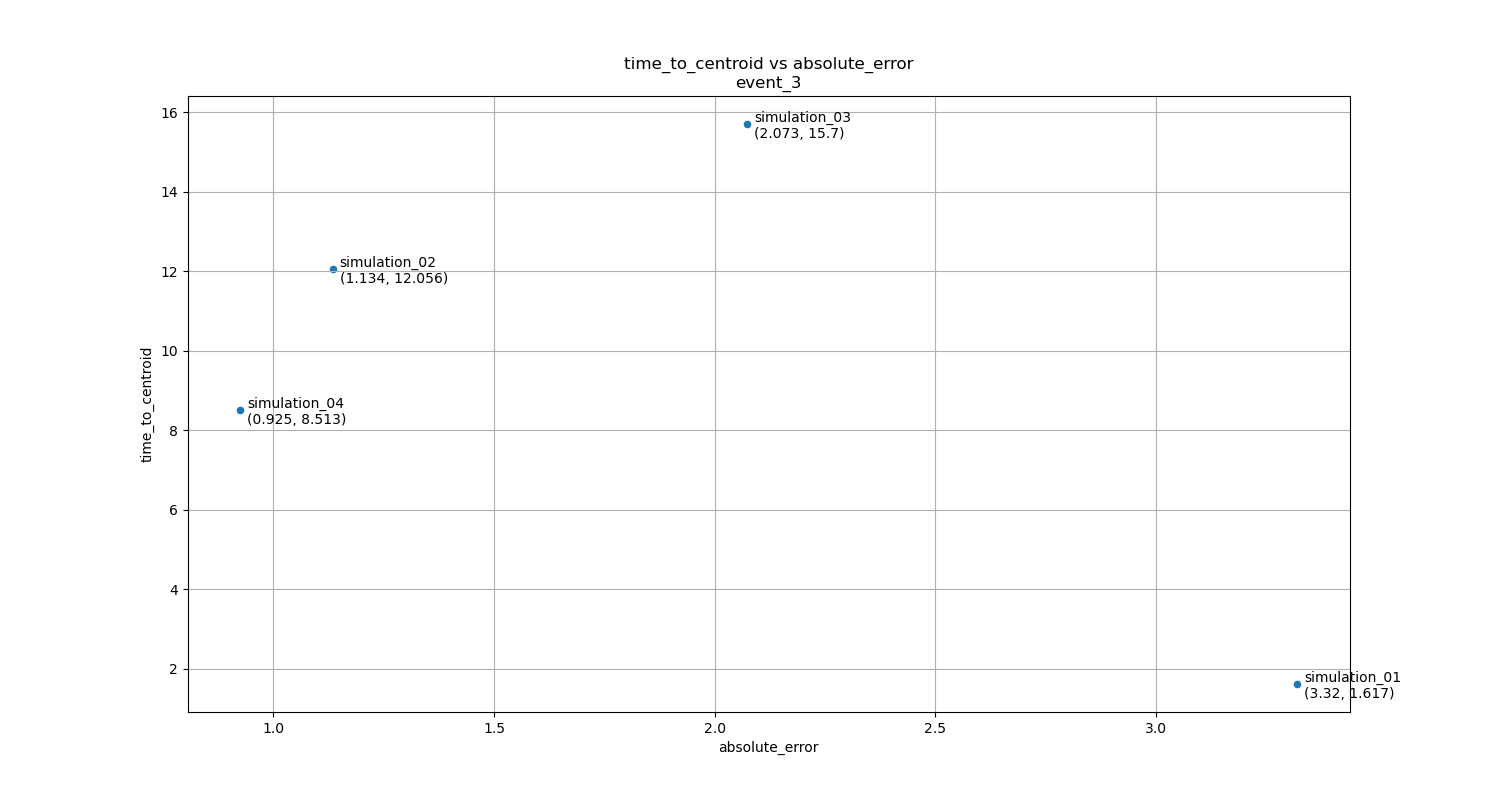 time_to_centroid vs absolute_error
event_3
16
14
12
10
8
6
4
2
time_to_centroid
simulation_03
(2.073, 15.7)
simulation_02
(1.134, 12.056)
simulation_04
(0.925, 8.513)
simulation_01
(3.32, 1.617)
1.0
1.5
2.0
2.5
3.0
absolute_error